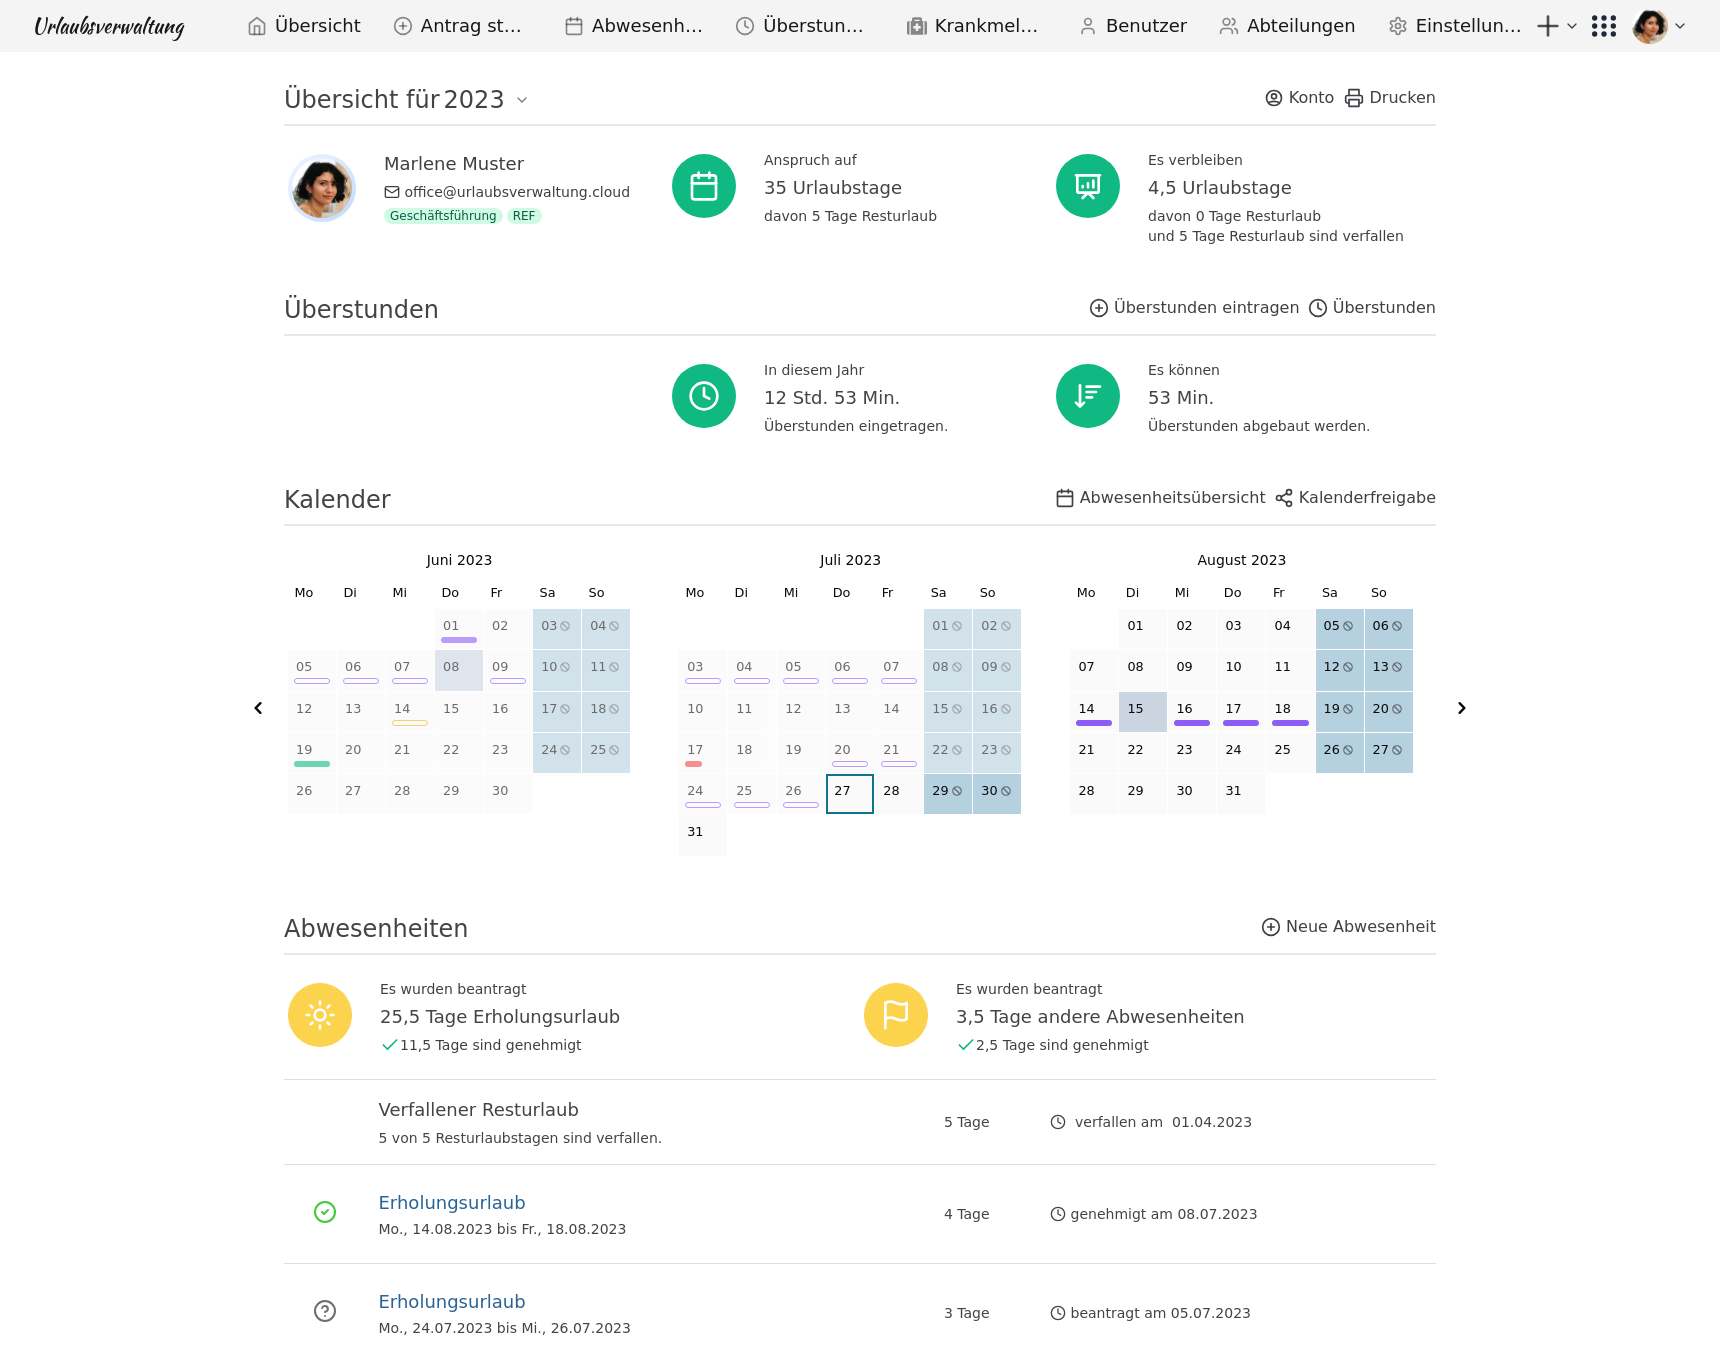 Urlaubsverwaltung Übersicht Antrag st... Abwesenh... Überstun... Krankmel... Benutzer Abteilungen Einstellun...
Übersicht für 2023 Konto Drucken
Marlene Muster
office@urlaubsverwaltung.cloud
Geschäftsführung REF
Anspruch auf
35 Urlaubstage
davon 5 Tage Resturlaub
Es verbleiben
4,5 Urlaubstage
davon 0 Tage Resturlaub
und 5 Tage Resturlaub sind verfallen
Überstunden Überstunden eintragen Überstunden
In diesem Jahr
12 Std. 53 Min.
Überstunden eingetragen.
Es können
53 Min.
Überstunden abgebaut werden.
Kalender Abwesenheitsübersicht Kalenderfreigabe
Juni 2023
Mo Di Mi Do Fr Sa So
01 02 03 04
05 06 07 08 09 10 11
12 13 14 15 16 17 18
19 20 21 22 23 24 25
26 27 28 29 30
Juli 2023
Mo Di Mi Do Fr Sa So
01 02
03 04 05 06 07 08 09
10 11 12 13 14 15 16
17 18 19 20 21 22 23
24 25 26 27 28 29 30
31
August 2023
Mo Di Mi Do Fr Sa So
01 02 03 04 05 06
07 08 09 10 11 12 13
14 15 16 17 18 19 20
21 22 23 24 25 26 27
28 29 30 31
Abwesenheiten Neue Abwesenheit
Es wurden beantragt
25,5 Tage Erholungsurlaub
11,5 Tage sind genehmigt
Es wurden beantragt
3,5 Tage andere Abwesenheiten
2,5 Tage sind genehmigt
Verfallener Resturlaub
5 von 5 Resturlaubstagen sind verfallen.
5 Tage verfallen am 01.04.2023
Erholungsurlaub
Mo., 14.08.2023 bis Fr., 18.08.2023
4 Tage genehmigt am 08.07.2023
Erholungsurlaub
Mo., 24.07.2023 bis Mi., 26.07.2023
3 Tage beantragt am 05.07.2023